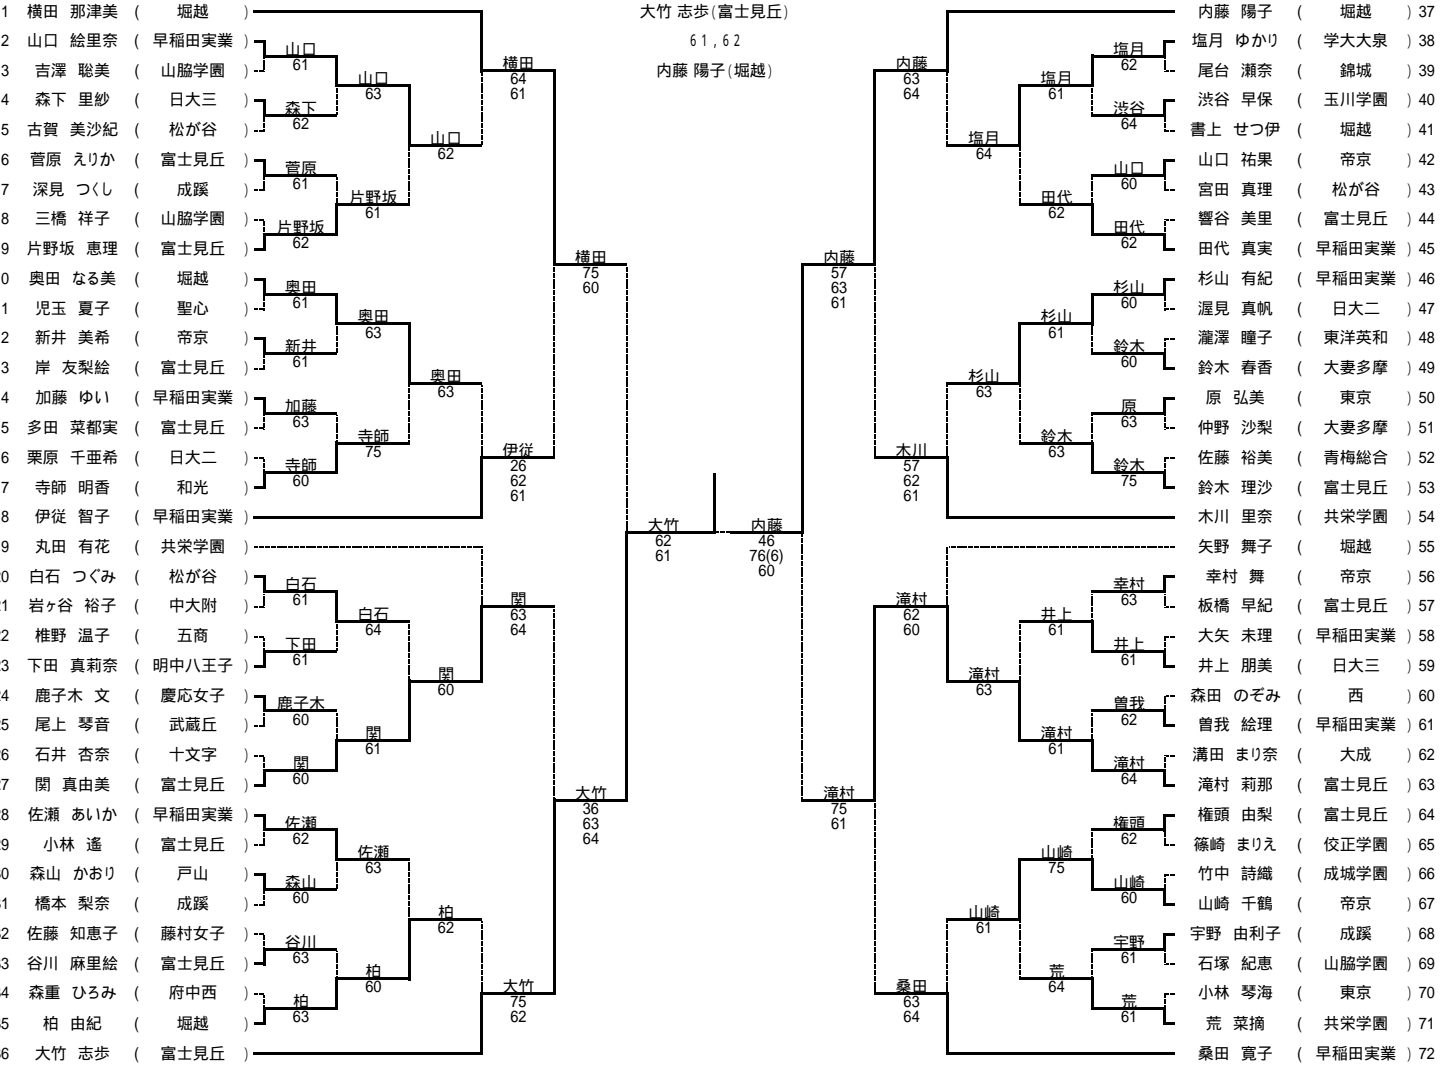 大竹 志歩(富士見丘)
61,62
内藤 陽子(堀越)
1 横田 那津美 ( 堀越 )
2 山口 絵里奈 ( 早稲田実業 )
3 吉澤 聡美 ( 山脇学園 )
4 森下 里紗 ( 日大三 )
5 古賀 美沙紀 ( 松が谷 )
6 菅原 えりか ( 富士見丘 )
7 深見 つくし ( 成蹊 )
8 三橋 祥子 ( 山脇学園 )
9 片野坂 恵理 ( 富士見丘 )
0 奥田 なる美 ( 堀越 )
1 児玉 夏子 ( 聖心 )
2 新井 美希 ( 帝京 )
3 岸 友梨絵 ( 富士見丘 )
4 加藤 ゆい ( 早稲田実業 )
5 多田 菜都実 ( 富士見丘 )
6 栗原 千亜希 ( 日大二 )
7 寺師 明香 ( 和光 )
8 伊従 智子 ( 早稲田実業 )
9 丸田 有花 ( 共栄学園 )
20 白石 つぐみ ( 松が谷 )
21 岩ヶ谷 裕子 ( 中大附 )
22 椎野 温子 ( 五商 )
23 下田 真莉奈 ( 明中八王子 )
24 鹿子木 文 ( 慶応女子 )
25 尾上 琴音 ( 武蔵丘 )
26 石井 杏奈 ( 十文字 )
27 関 真由美 ( 富士見丘 )
28 佐瀬 あいか ( 早稲田実業 )
29 小林 遙 ( 富士見丘 )
30 森山 かおり ( 戸山 )
31 橋本 梨奈 ( 成蹊 )
32 佐藤 知恵子 ( 藤村女子 )
33 谷川 麻里絵 ( 富士見丘 )
34 森重 ひろみ ( 府中西 )
35 柏 由紀 ( 堀越 )
36 大竹 志歩 ( 富士見丘 )
山口
61
森下
62
菅原
61
片野坂
62
奥田
61
新井
61
加藤
63
寺師
60
白石
61
下田
61
鹿子木
60
関
60
佐瀬
62
森山
60
谷川
63
柏
63
山口
63
片野坂
61
奥田
63
寺師
75
白石
64
関
61
佐瀬
63
柏
60
山口
62
奥田
63
関
60
柏
62
横田
64
61
伊従
26
62
61
関
63
64
大竹
75
62
横田
75
60
大竹
36
63
64
大竹
62
61
内藤
46
76(6)
60
内藤
57
63
61
滝村
75
61
内藤
63
64
木川
57
62
61
滝村
62
60
桑田
63
64
塩月
64
杉山
63
滝村
63
山崎
61
塩月
61
田代
62
杉山
61
鈴木
63
井上
61
滝村
61
山崎
75
荒
64
塩月
62
渋谷
64
山口
60
田代
62
杉山
60
鈴木
60
原
63
鈴木
75
幸村
63
井上
61
曽我
62
滝村
64
権頭
62
山崎
60
宇野
61
荒
61
内藤 陽子 ( 堀越 ) 37
塩月 ゆかり ( 学大大泉 ) 38
尾台 瀬奈 ( 錦城 ) 39
渋谷 早保 ( 玉川学園 ) 40
書上 せつ伊 ( 堀越 ) 41
山口 祐果 ( 帝京 ) 42
宮田 真理 ( 松が谷 ) 43
響谷 美里 ( 富士見丘 ) 44
田代 真実 ( 早稲田実業 ) 45
杉山 有紀 ( 早稲田実業 ) 46
渥見 真帆 ( 日大二 ) 47
瀧澤 瞳子 ( 東洋英和 ) 48
鈴木 春香 ( 大妻多摩 ) 49
原 弘美 ( 東京 ) 50
仲野 沙梨 ( 大妻多摩 ) 51
佐藤 裕美 ( 青梅総合 ) 52
鈴木 理沙 ( 富士見丘 ) 53
木川 里奈 ( 共栄学園 ) 54
矢野 舞子 ( 堀越 ) 55
幸村 舞 ( 帝京 ) 56
板橋 早紀 ( 富士見丘 ) 57
大矢 未理 ( 早稲田実業 ) 58
井上 朋美 ( 日大三 ) 59
森田 のぞみ ( 西 ) 60
曽我 絵理 ( 早稲田実業 ) 61
溝田 まり奈 ( 大成 ) 62
滝村 莉那 ( 富士見丘 ) 63
権頭 由梨 ( 富士見丘 ) 64
篠崎 まりえ ( 佼正学園 ) 65
竹中 詩織 ( 成城学園 ) 66
山崎 千鶴 ( 帝京 ) 67
宇野 由利子 ( 成蹊 ) 68
石塚 紀恵 ( 山脇学園 ) 69
小林 琴海 ( 東京 ) 70
荒 菜摘 ( 共栄学園 ) 71
桑田 寛子 ( 早稲田実業 ) 72